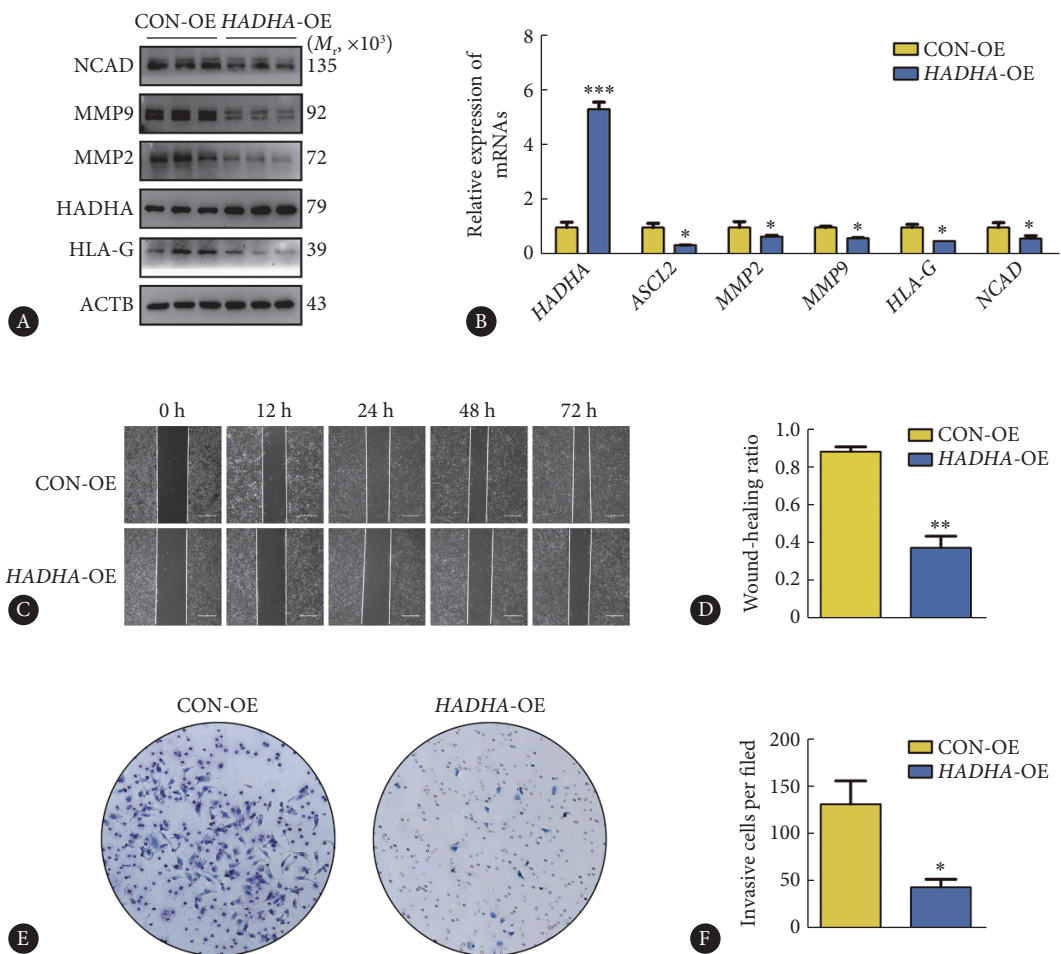 CON-OE HADHA-OE
(Mr, ×10³)
NCAD 135
MMP9 92
MMP2 72
HADHA 79
HLA-G 39
ACTB 43
A
Relative expression of
mRNAs
8
6
4
2
0
CON-OE
HADHA-OE
***
*
*
*
*
*
HADHA ASCL2 MMP2 MMP9 HLA-G NCAD
B
0 h 12 h 24 h 48 h 72 h
CON-OE
HADHA-OE
C
Wound-healing ratio
1.0
0.8
0.6
0.4
0.2
0
CON-OE
HADHA-OE
**
D
CON-OE HADHA-OE
E
Invasive cells per filed
200
150
100
50
0
CON-OE
HADHA-OE
*
F